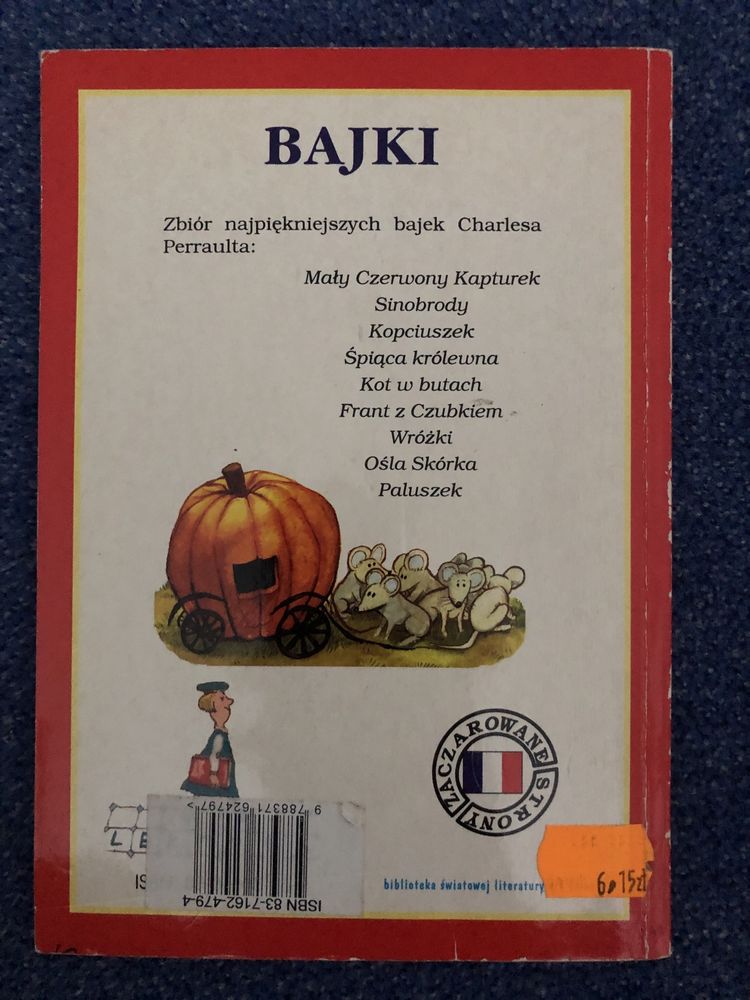 BAJKI
Zbiór najpiękniejszych bajek Charlesa
Perraulta:
Mały Czerwony Kapturek
Sinobrody
Kopciuszek
Śpiąca królewna
Kot w butach
Frant z Czubkiem
Wróżki
Ośla Skórka
Paluszek
ZACZAROWANE STRONY
9 788371 624797 >
ISBN 83-7162-479-4
biblioteka światowej literatury
6,15zł